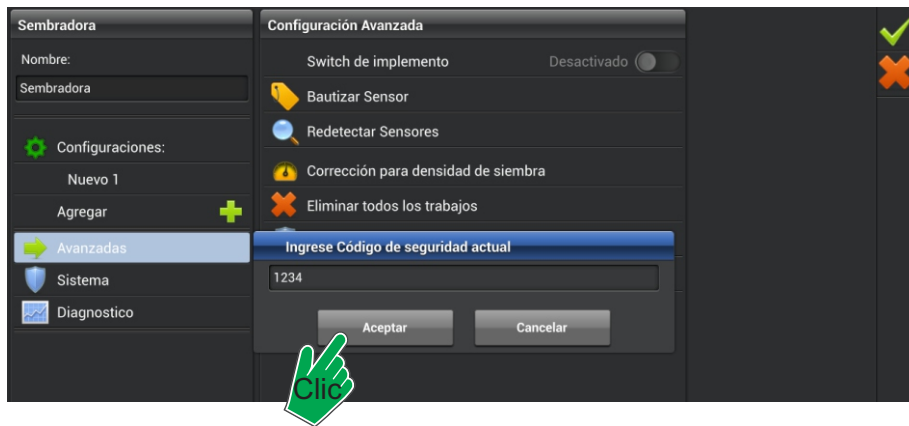 Sembradora
Nombre:
Sembradora
Configuraciones:
Nuevo 1
Agregar
Avanzadas
Sistema
Diagnostico
Configuración Avanzada
Switch de implemento Desactivado
Bautizar Sensor
Redetectar Sensores
Corrección para densidad de siembra
Eliminar todos los trabajos
Ingrese Código de seguridad actual
1234
Aceptar Cancelar
Clic